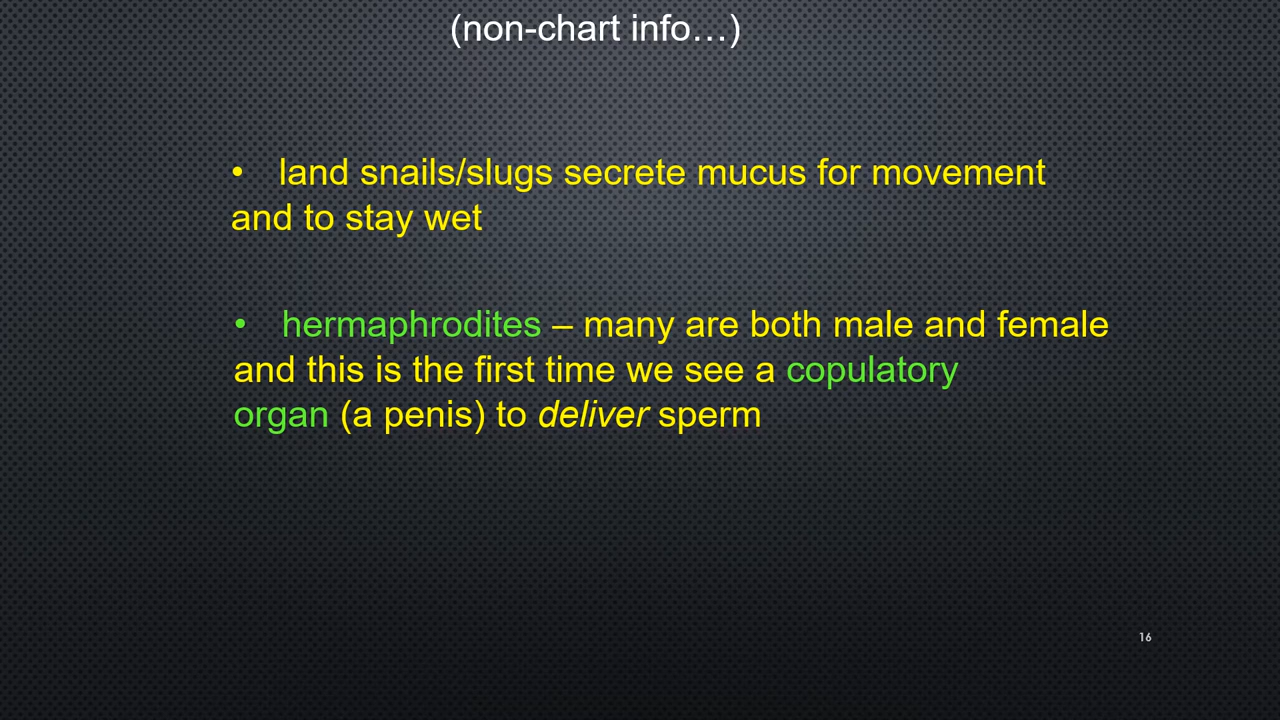 (non-chart info…)
• land snails/slugs secrete mucus for movement
and to stay wet
• hermaphrodites – many are both male and female
and this is the first time we see a copulatory
organ (a penis) to deliver sperm
16